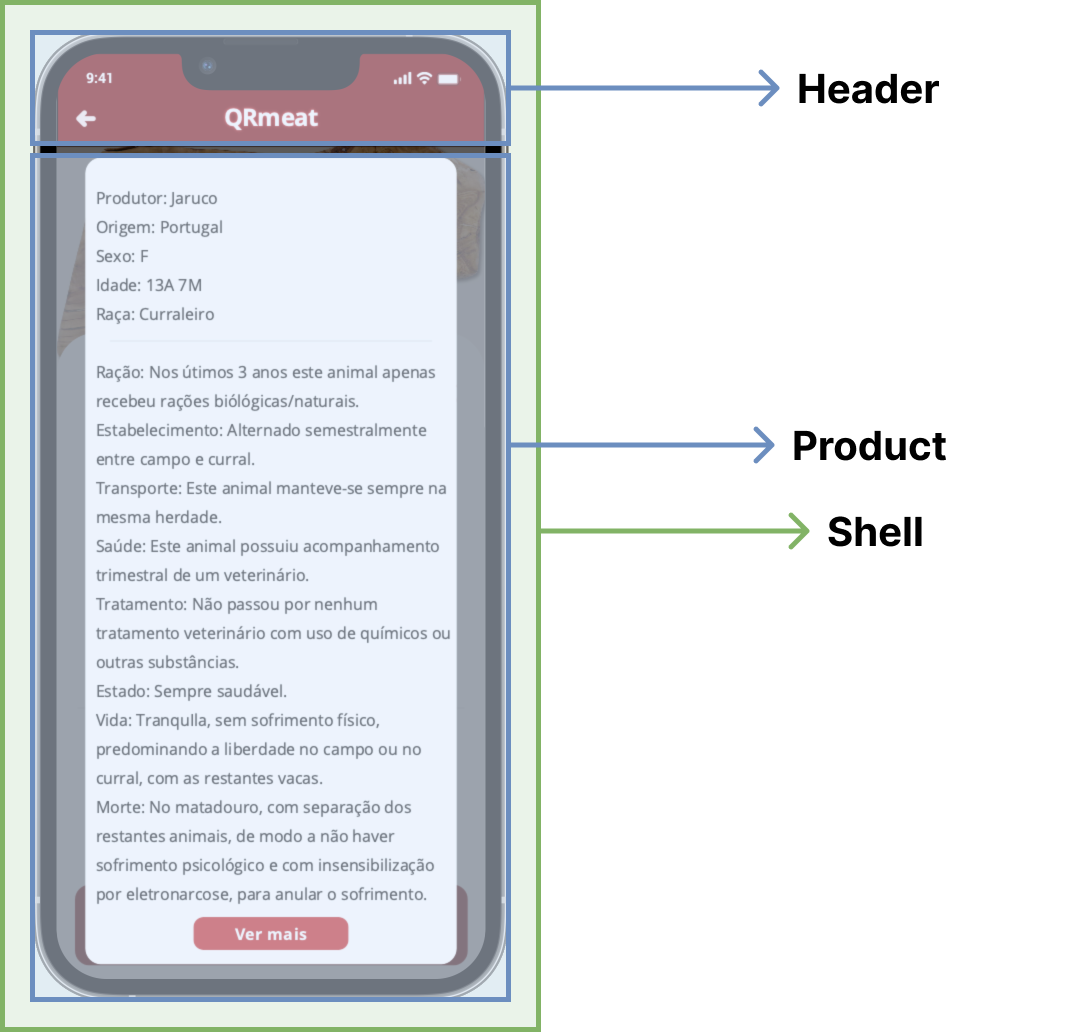 9:41
QRmeat
Header
Produtor: Jaruco
Origem: Portugal
Sexo: F
Idade: 13A 7M
Raça: Curraleiro
Ração: Nos útimos 3 anos este animal apenas
recebeu rações biólógicas/naturais.
Estabelecimento: Alternado semestralmente
entre campo e curral.
Transporte: Este animal manteve-se sempre na
mesma herdade.
Saúde: Este animal possuiu acompanhamento
trimestral de um veterinário.
Tratamento: Não passou por nenhum
tratamento veterinário com uso de químicos ou
outras substâncias.
Estado: Sempre saudável.
Vida: TranquIla, sem sofrimento físico,
predominando a liberdade no campo ou no
curral, com as restantes vacas.
Morte: No matadouro, com separação dos
restantes animais, de modo a não haver
sofrimento psicológico e com insensibilização
por eletronarcose, para anular o sofrimento.
Ver mais
Product
Shell